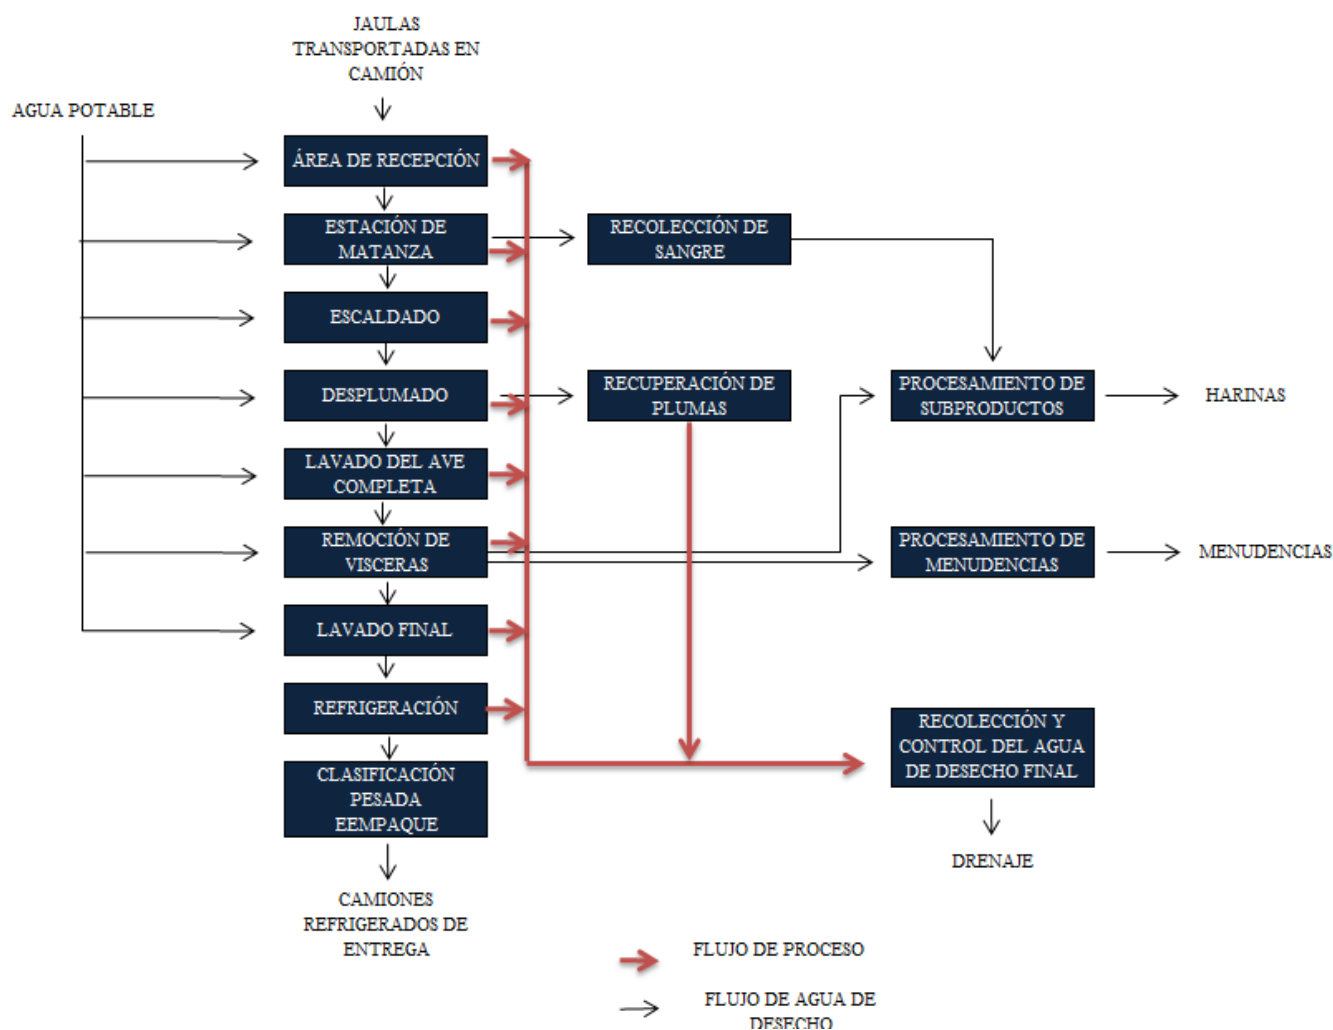 JAULAS
TRANSPORTADAS EN
CAMIÓN
AGUA POTABLE
ÁREA DE RECEPCIÓN
ESTACIÓN DE
MATANZA
RECOLECCIÓN DE
SANGRE
ESCALDADO
DESPLUMADO
RECUPERACIÓN DE
PLUMAS
PROCESAMIENTO DE
SUBPRODUCTOS
HARINAS
LAVADO DEL AVE
COMPLETA
REMOCIÓN DE
VISCERAS
PROCESAMIENTO DE
MENUDENCIAS
MENUDENCIAS
LAVADO FINAL
REFRIGERACIÓN
RECOLECCIÓN Y
CONTROL DEL AGUA
DE DESECHO FINAL
CLASIFICACIÓN
PESADA
EEMPAQUE
DRENAJE
CAMIONES
REFRIGERADOS DE
ENTREGA
FLUJO DE PROCESO
FLUJO DE AGUA DE
DESECHO